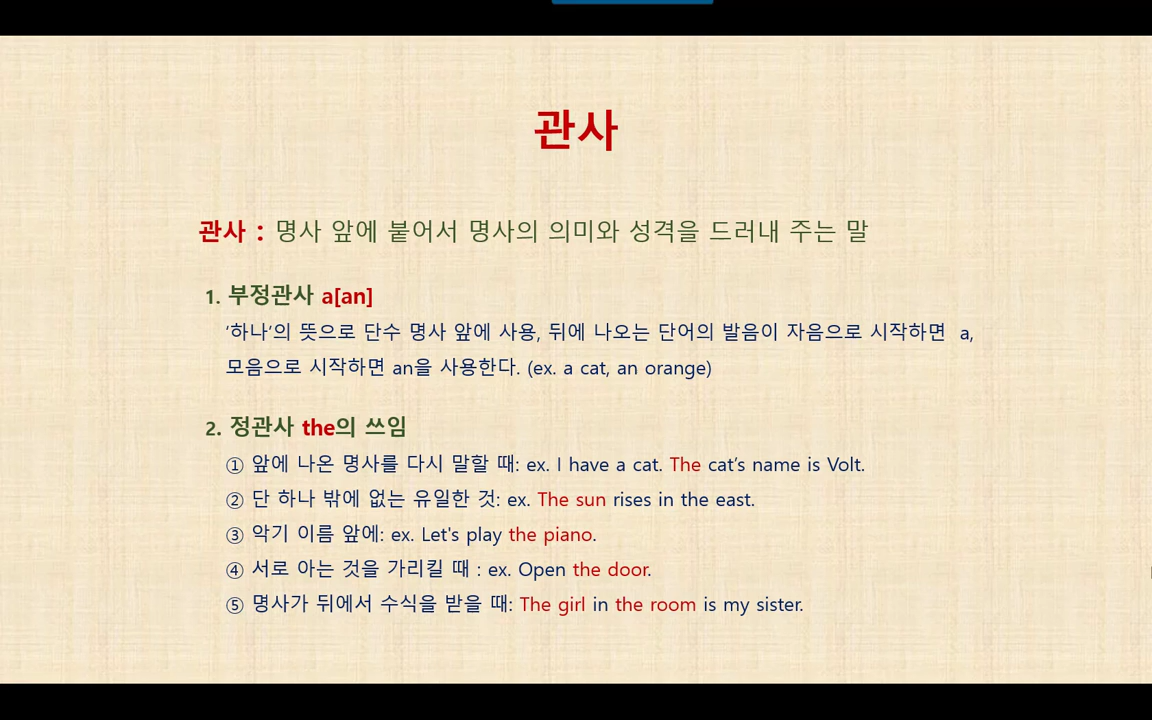 관사
관사 : 명사 앞에 붙어서 명사의 의미와 성격을 드러내 주는 말
1. 부정관사 a[an]
‘하나’의 뜻으로 단수 명사 앞에 사용, 뒤에 나오는 단어의 발음이 자음으로 시작하면 a,
모음으로 시작하면 an을 사용한다. (ex. a cat, an orange)
2. 정관사 the의 쓰임
① 앞에 나온 명사를 다시 말할 때: ex. I have a cat. The cat’s name is Volt.
② 단 하나 밖에 없는 유일한 것: ex. The sun rises in the east.
③ 악기 이름 앞에: ex. Let's play the piano.
④ 서로 아는 것을 가리킬 때 : ex. Open the door.
⑤ 명사가 뒤에서 수식을 받을 때: The girl in the room is my sister.